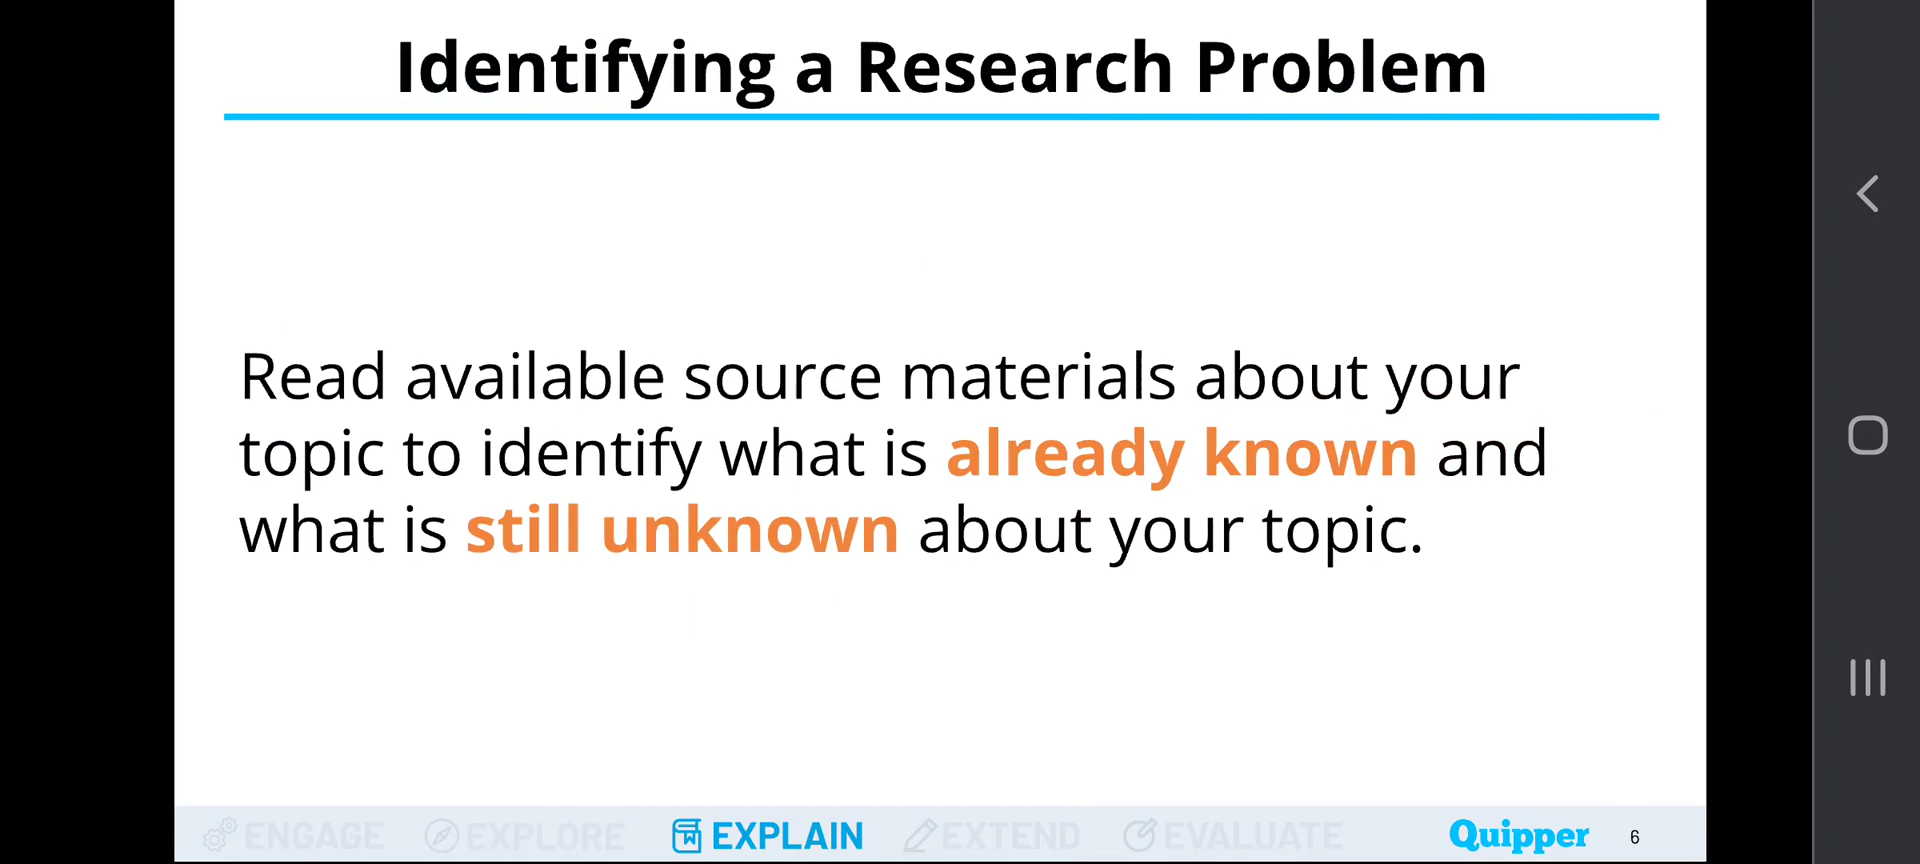 Identifying a Research Problem
Read available source materials about your
topic to identify what is already known and
what is still unknown about your topic.
ENGAGE EXPLORE EXPLAIN EXTEND EVALUATE Quipper 6